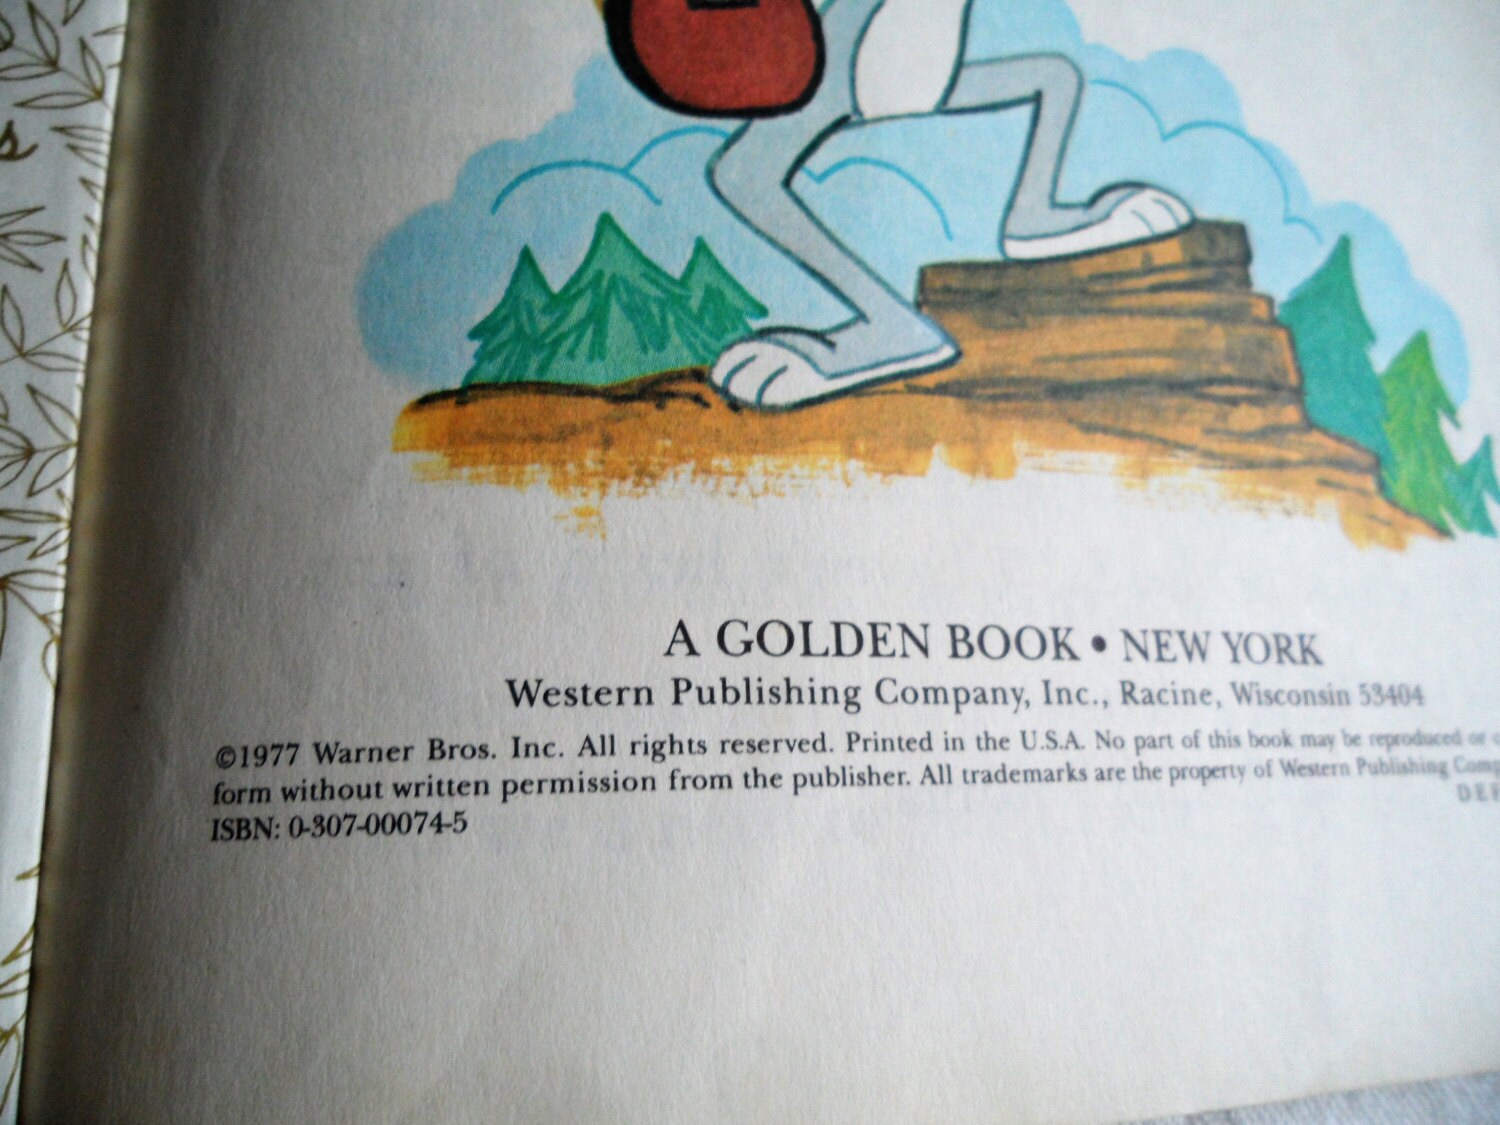 s
A GOLDEN BOOK • NEW YORK
Western Publishing Company, Inc., Racine, Wisconsin 53404
©1977 Warner Bros. Inc. All rights reserved. Printed in the U.S.A. No part of this book may be reproduced or
form without written permission from the publisher. All trademarks are the property of Western Publishing Comp
DEF
ISBN: 0-307-00074-5